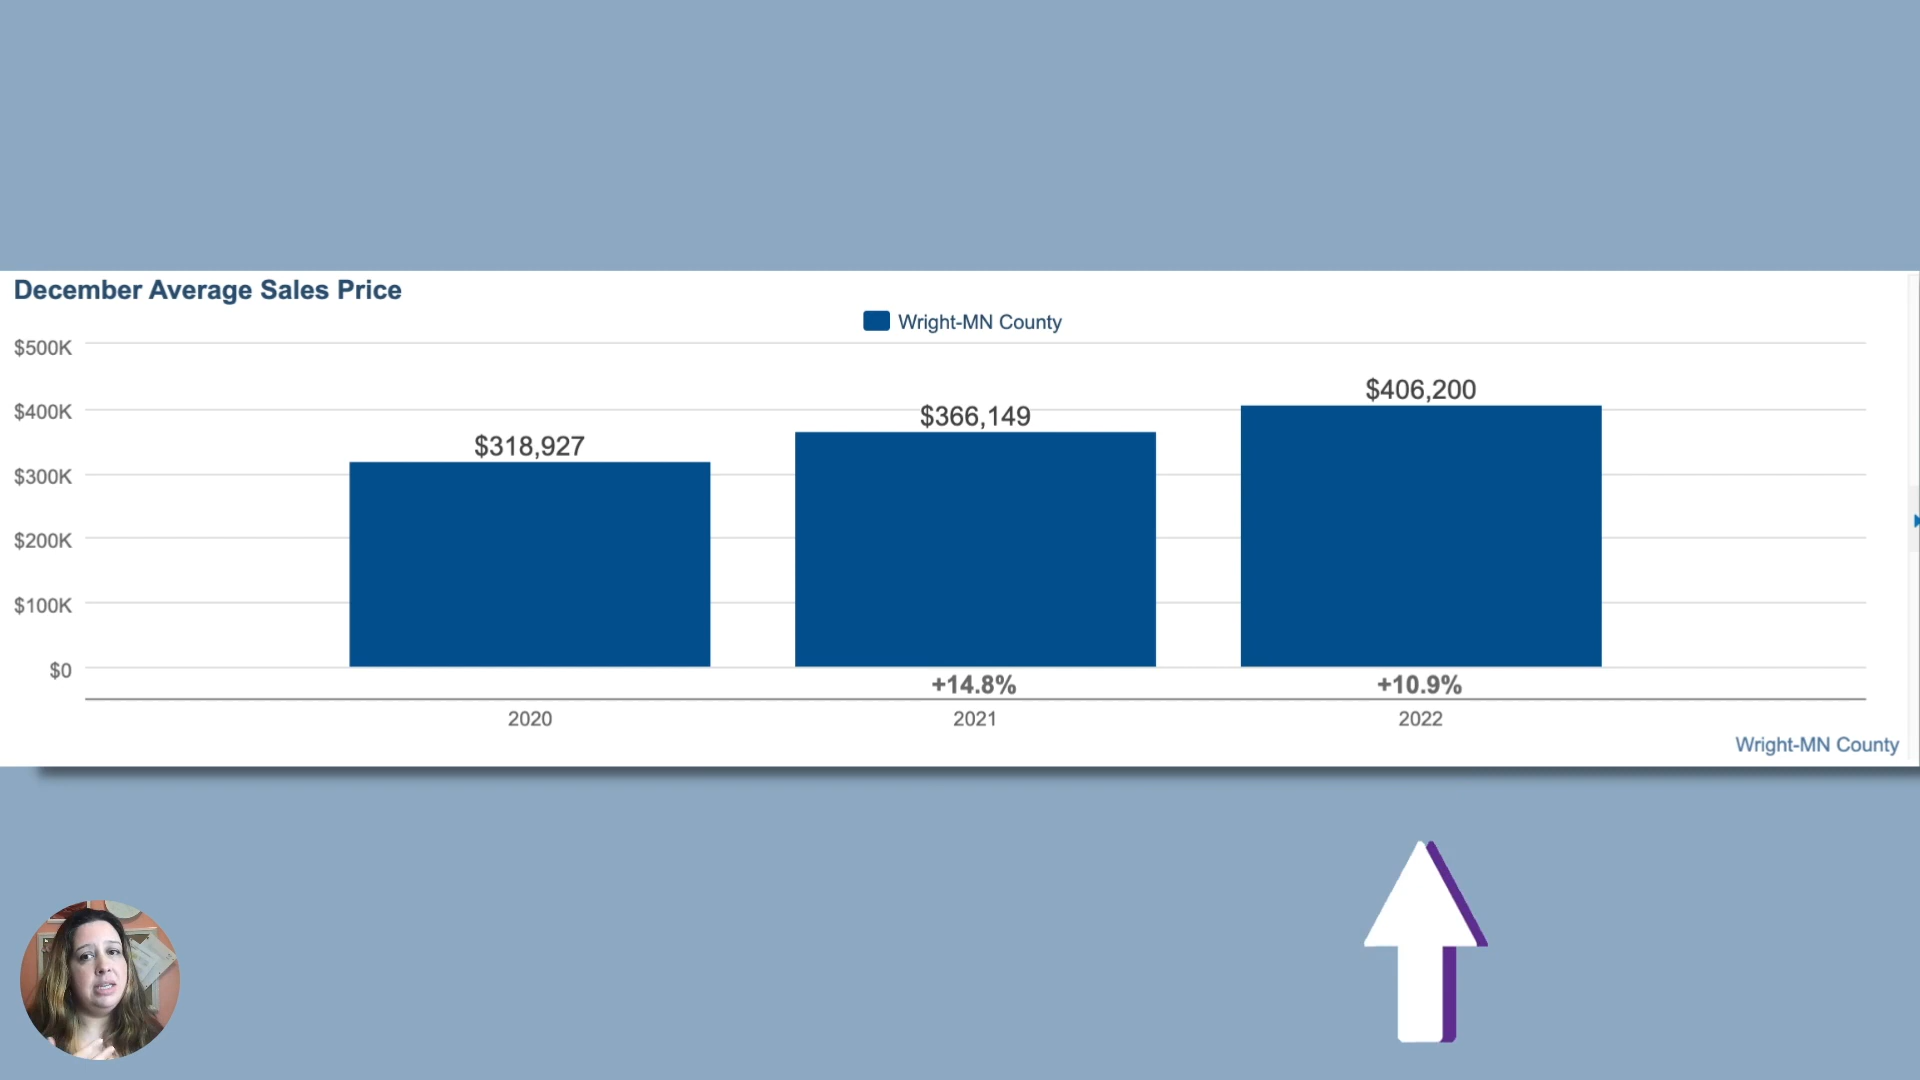 December Average Sales Price
Wright-MN County
$500K
$400K
$300K
$200K
$100K
$0
$318,927
$366,149
$406,200
+14.8%
+10.9%
2020
2021
2022
Wright-MN County